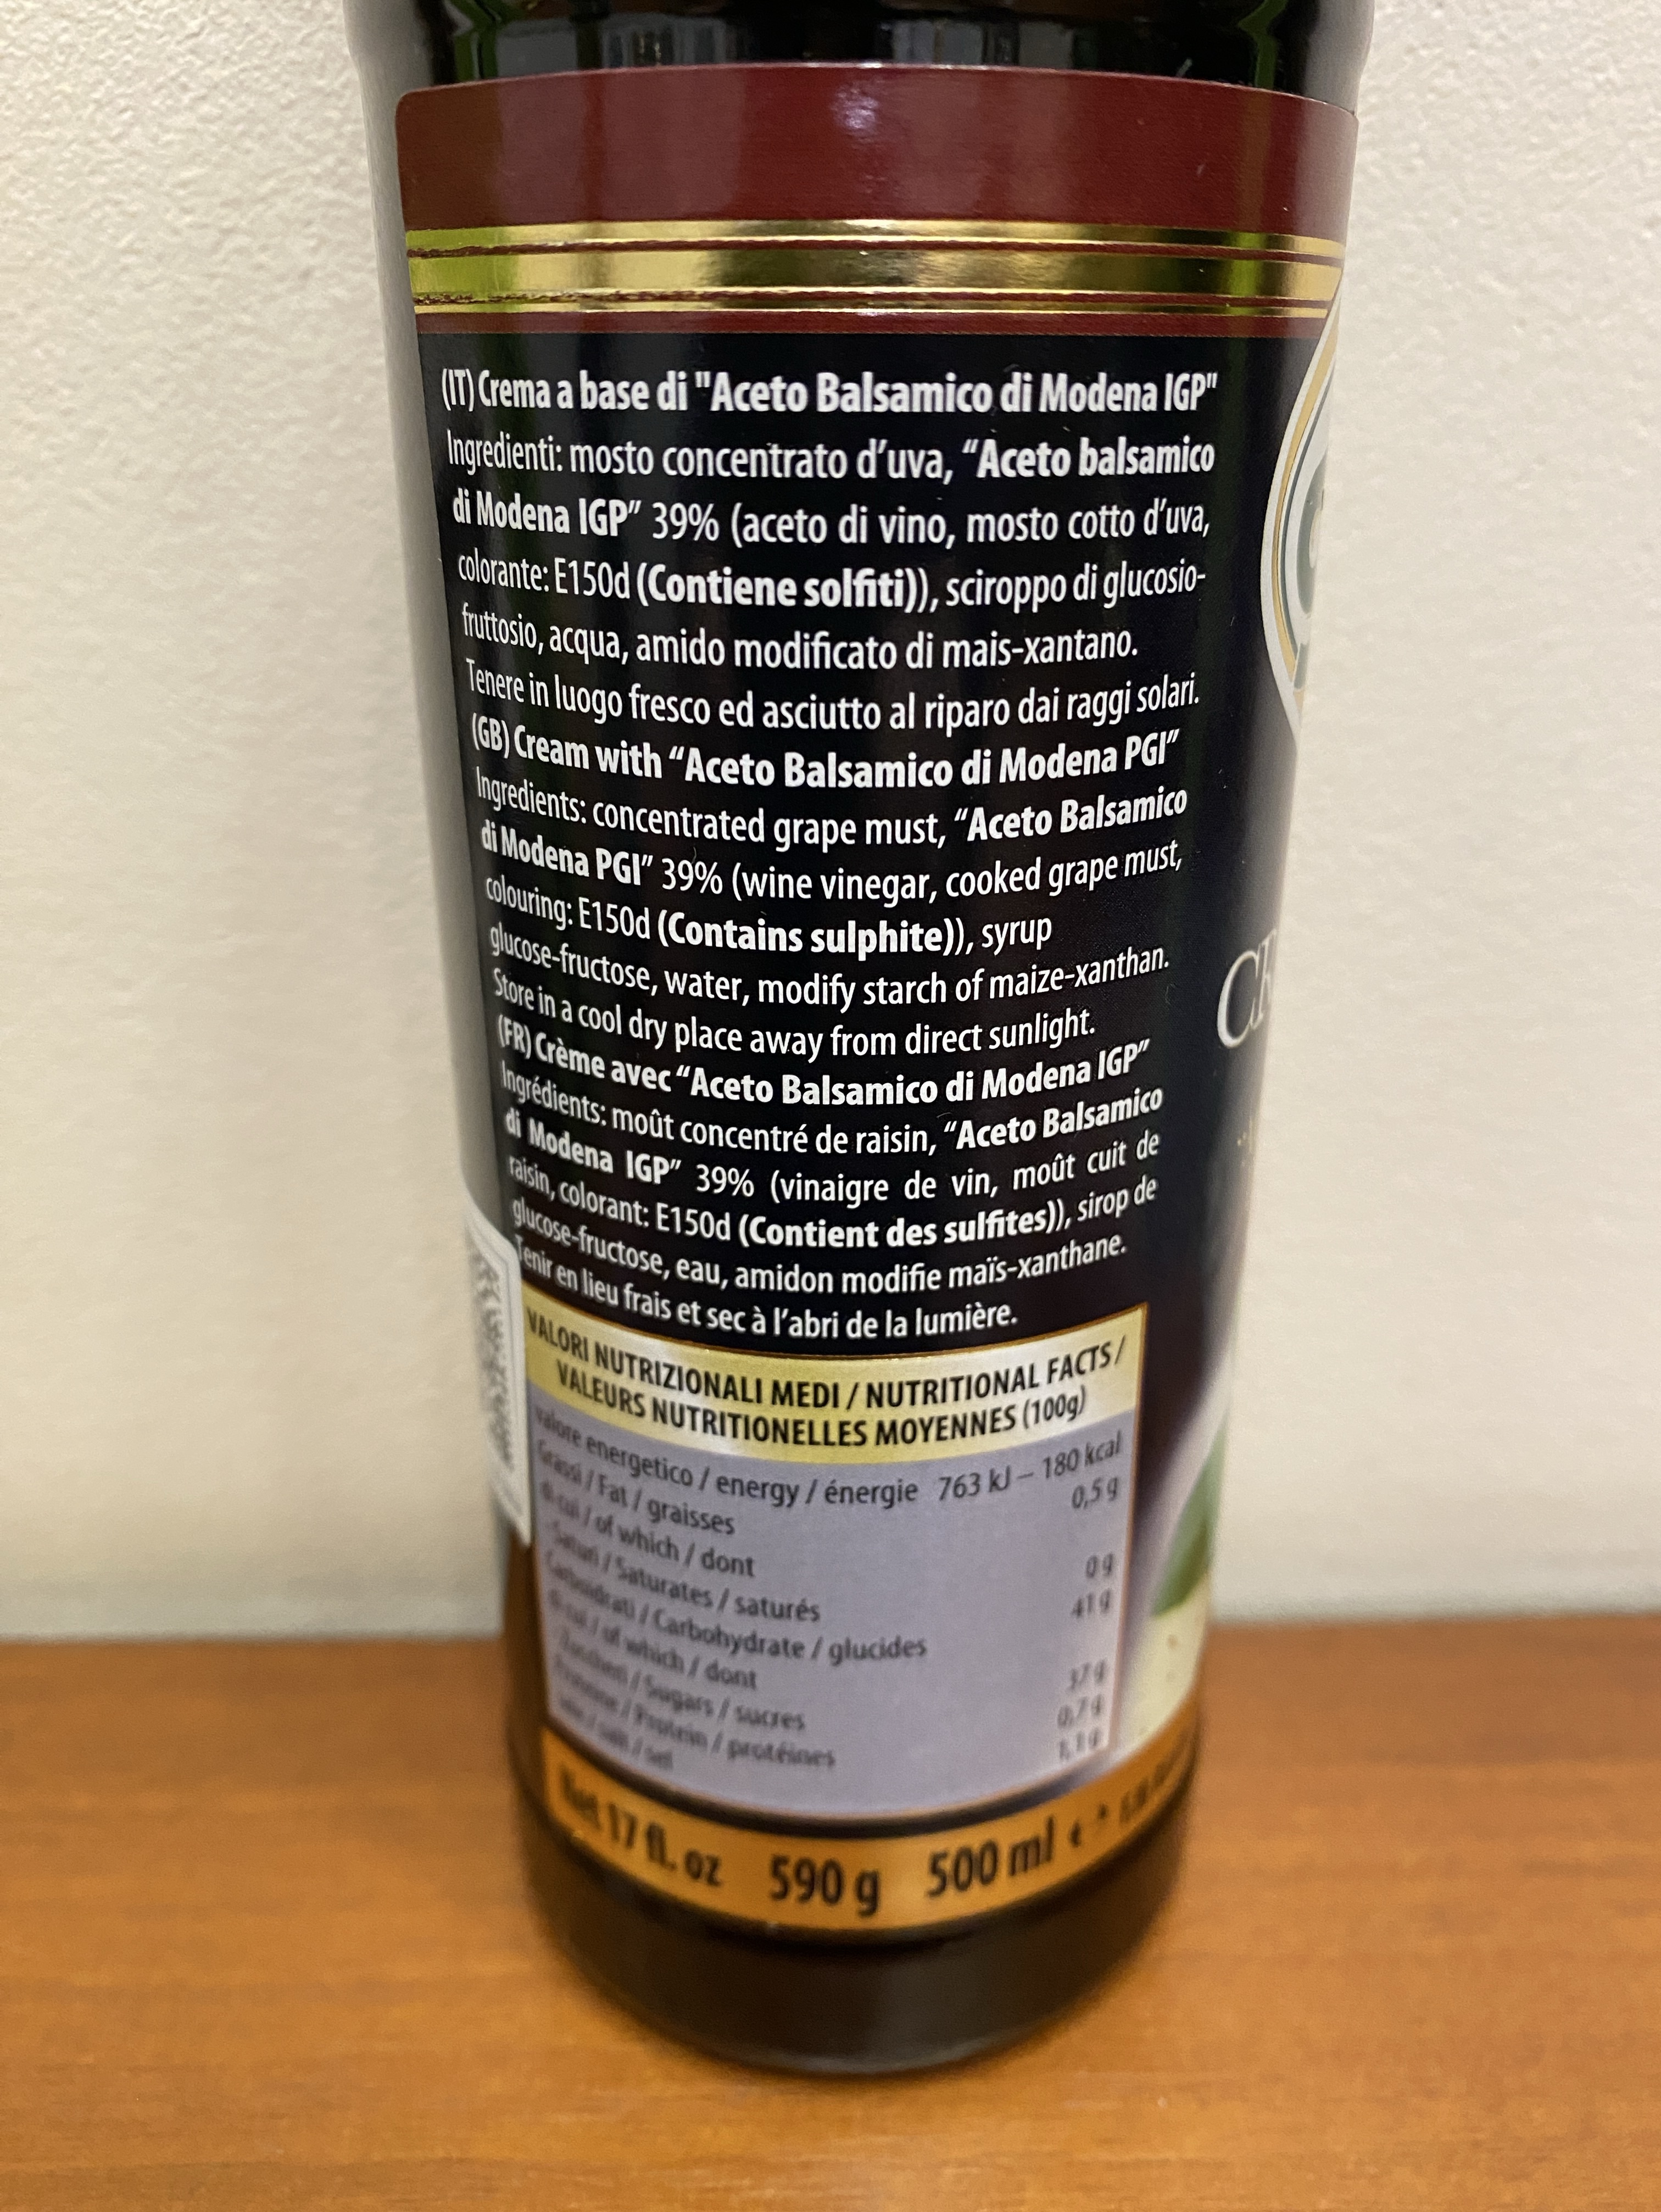 (IT) Crema a base di "Aceto Balsamico di Modena IGP"
Ingredienti: mosto concentrato d’uva, “Aceto balsamico
di Modena IGP” 39% (aceto di vino, mosto cotto d’uva,
colorante: E150d (Contiene solfiti)), sciroppo di glucosio-
fruttosio, acqua, amido modificato di mais-xantano.
Tenere in luogo fresco ed asciutto al riparo dai raggi solari.
(GB) Cream with “Aceto Balsamico di Modena PGI”
Ingredients: concentrated grape must, “Aceto Balsamico
di Modena PGI” 39% (wine vinegar, cooked grape must,
colouring: E150d (Contains sulphite)), syrup
glucose-fructose, water, modify starch of maize-xanthan.
Store in a cool dry place away from direct sunlight.
(FR) Crème avec “Aceto Balsamico di Modena IGP”
Ingrédients: moût concentré de raisin, “Aceto Balsamico
di Modena IGP” 39% (vinaigre de vin, moût cuit de
raisin, colorant: E150d (Contient des sulfites)), sirop de
glucose-fructose, eau, amidon modifie maïs-xanthane.
Tenir en lieu frais et sec à l’abri de la lumière.
VALORI NUTRIZIONALI MEDI / NUTRITIONAL FACTS /
VALEURS NUTRITIONELLES MOYENNES (100g)
valore energetico / energy / énergie 763 kJ – 180 kcal
Grassi / Fat / graisses 0,5 g
di cui / of which / dont
Saturi / Saturates / saturés 0 g
Carboidrati / Carbohydrate / glucides 41 g
di cui / of which / dont
Zuccheri / Sugars / sucres 37 g
Proteine / Protein / protéines 0,7 g
sale / salt / sel 1,1 g
Net 17 fl. oz 590 g 500 ml e
CR